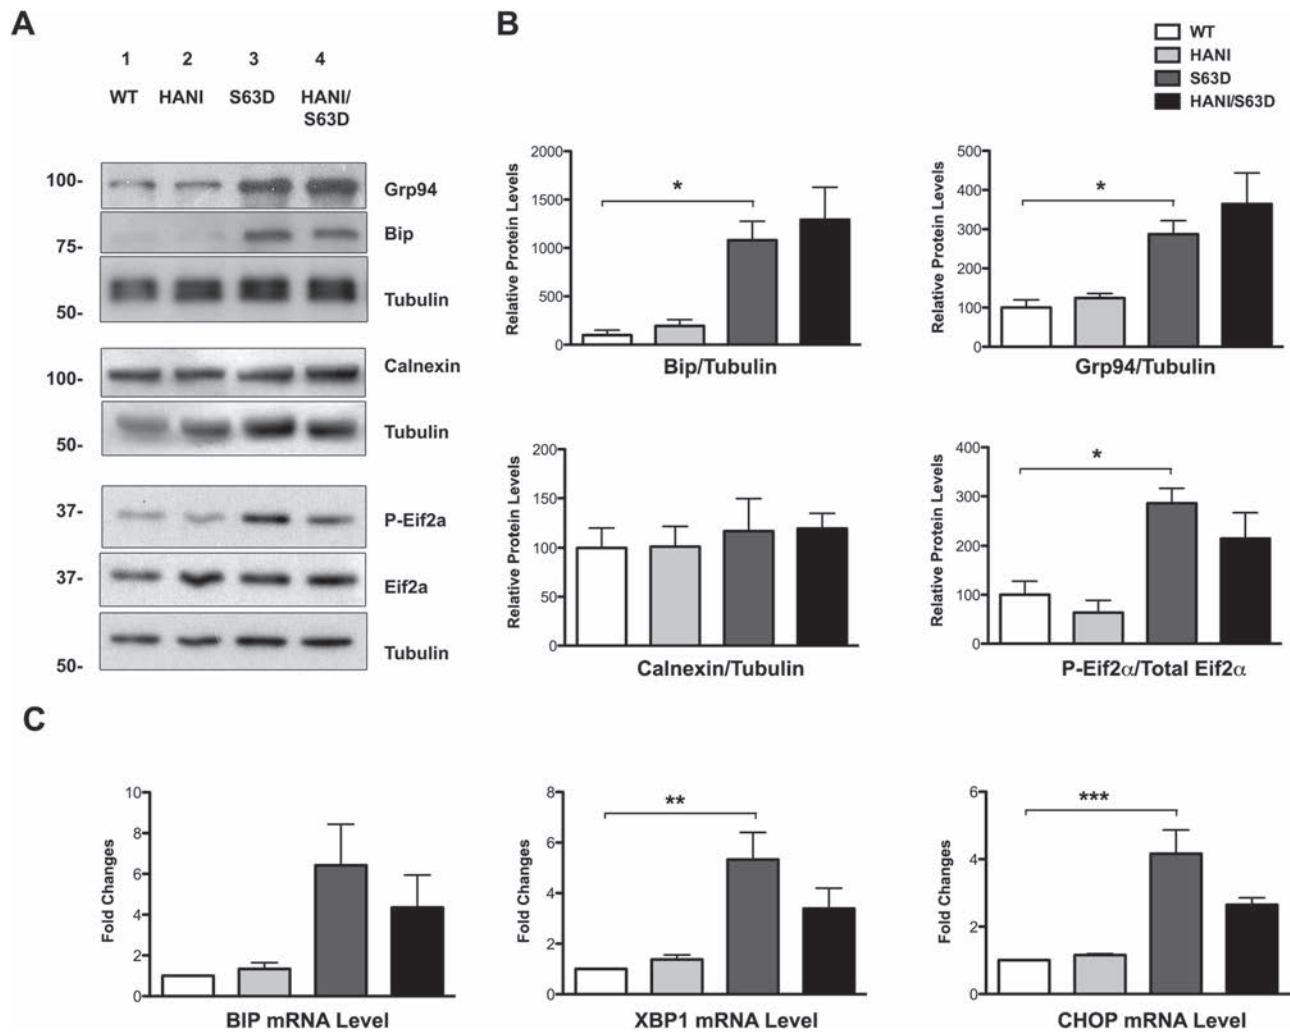 A
1 2 3 4
WT HANI S63D HANI/
S63D
100- Grp94
Bip
75-
Tubulin
50-
Calnexin
100-
Tubulin
50-
37- P-Eif2a
37- Eif2a
Tubulin
50-
B
WT
HANI
S63D
HANI/S63D
Relative Protein Levels
2000
1500
1000
500
0
*
Bip/Tubulin
Relative Protein Levels
500
400
300
200
100
0
*
Grp94/Tubulin
Relative Protein Levels
200
150
100
50
0
Calnexin/Tubulin
Relative Protein Levels
400
300
200
100
0
*
P-Eif2α/Total Eif2α
C
Fold Changes
10
8
6
4
2
0
BIP mRNA Level
Fold Changes
8
6
4
2
0
**
XBP1 mRNA Level
Fold Changes
6
4
2
0
***
CHOP mRNA Level